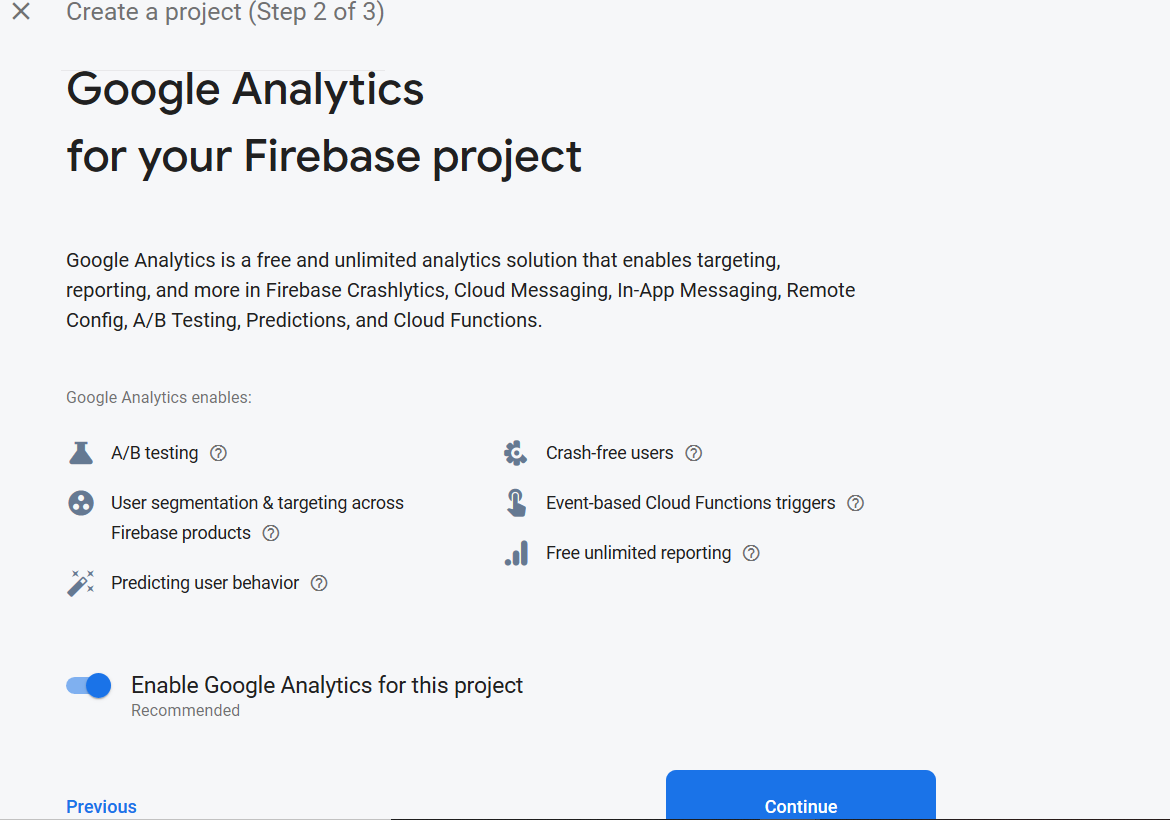 Create a project (Step 2 of 3)
Google Analytics
for your Firebase project
Google Analytics is a free and unlimited analytics solution that enables targeting,
reporting, and more in Firebase Crashlytics, Cloud Messaging, In-App Messaging, Remote
Config, A/B Testing, Predictions, and Cloud Functions.
Google Analytics enables:
A/B testing
User segmentation & targeting across
Firebase products
Predicting user behavior
Crash-free users
Event-based Cloud Functions triggers
Free unlimited reporting
Enable Google Analytics for this project
Recommended
Previous
Continue